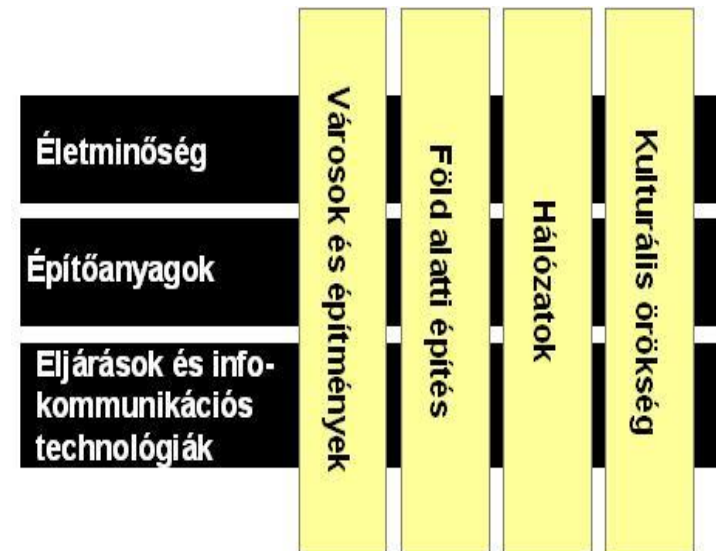 Életminőség
Építőanyagok
Eljárások és info-
kommunikációs
technológiák
Városok és építmények
Föld alatti építés
Hálózatok
Kulturális örökség